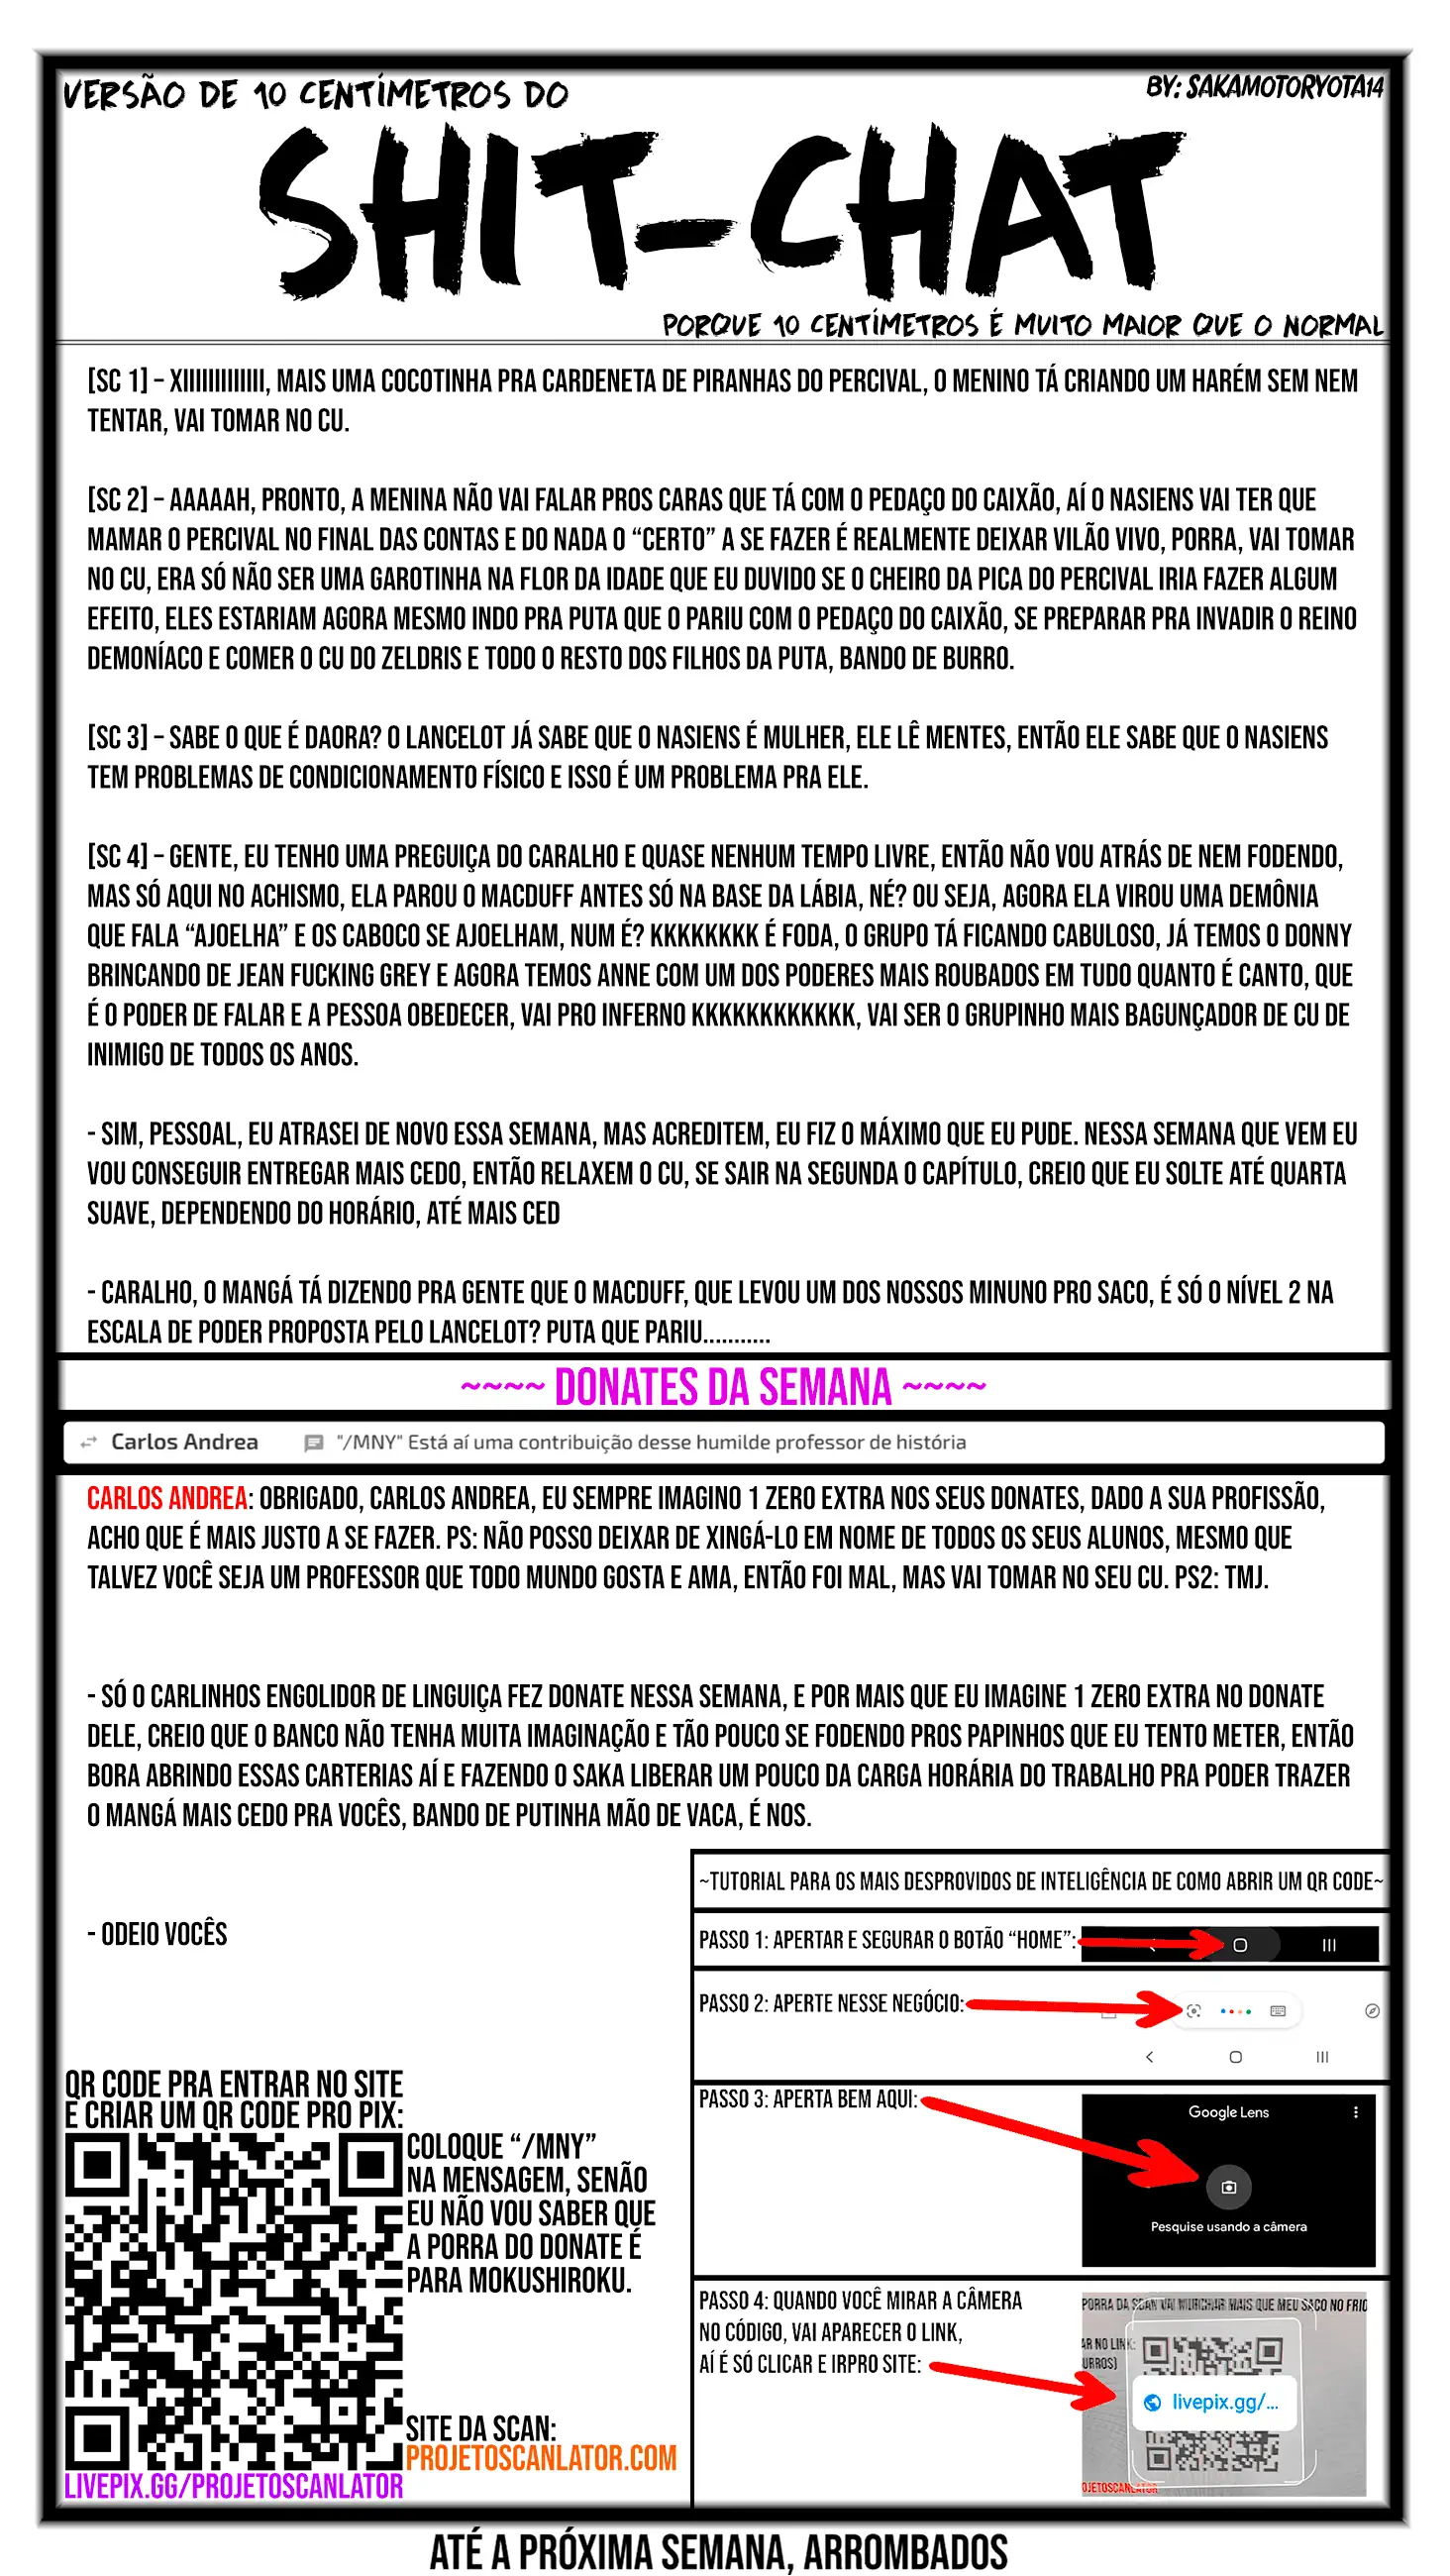 VERSÃO DE 10 CENTÍMETROS DO
BY: SAKAMOTORYOTA14
SHIT-CHAT
PORQUE 10 CENTÍMETROS É MUITO MAIOR QUE O NORMAL
[SC 1] – XIIIIIIIIIIIII, MAIS UMA COCOTINHA PRA CARDENETA DE PIRANHAS DO PERCIVAL, O MENINO TÁ CRIANDO UM HARÉM SEM NEM
TENTAR, VAI TOMAR NO CU.
[SC 2] – AAAAAH, PRONTO, A MENINA NÃO VAI FALAR PROS CARAS QUE TÁ COM O PEDAÇO DO CAIXÃO, AÍ O NASIENS VAI TER QUE
MAMAR O PERCIVAL NO FINAL DAS CONTAS E DO NADA O “CERTO” A SE FAZER É REALMENTE DEIXAR VILÃO VIVO, PORRA, VAI TOMAR
NO CU, ERA SÓ NÃO SER UMA GAROTINHA NA FLOR DA IDADE QUE EU DUVIDO SE O CHEIRO DA PICA DO PERCIVAL IRIA FAZER ALGUM
EFEITO, ELES ESTARIAM AGORA MESMO INDO PRA PUTA QUE O PARIU COM O PEDAÇO DO CAIXÃO, SE PREPARAR PRA INVADIR O REINO
DEMONÍACO E COMER O CU DO ZELDRIS E TODO O RESTO DOS FILHOS DA PUTA, BANDO DE BURRO.
[SC 3] – SABE O QUE É DAORA? O LANCELOT JÁ SABE QUE O NASIENS É MULHER, ELE LÊ MENTES, ENTÃO ELE SABE QUE O NASIENS
TEM PROBLEMAS DE CONDICIONAMENTO FÍSICO E ISSO É UM PROBLEMA PRA ELE.
[SC 4] – GENTE, EU TENHO UMA PREGUIÇA DO CARALHO E QUASE NENHUM TEMPO LIVRE, ENTÃO NÃO VOU ATRÁS DE NEM FODENDO,
MAS SÓ AQUI NO ACHISMO, ELA PAROU O MACDUFF ANTES SÓ NA BASE DA LÁBIA, NÉ? OU SEJA, AGORA ELA VIROU UMA DEMÔNIA
QUE FALA “AJOELHA” E OS CABOCO SE AJOELHAM, NUM É? KKKKKKKK É FODA, O GRUPO TÁ FICANDO CABULOSO, JÁ TEMOS O DONNY
BRINCANDO DE JEAN FUCKING GREY E AGORA TEMOS ANNE COM UM DOS PODERES MAIS ROUBADOS EM TUDO QUANTO É CANTO, QUE
É O PODER DE FALAR E A PESSOA OBEDECER, VAI PRO INFERNO KKKKKKKKKKKK, VAI SER O GRUPINHO MAIS BAGUNÇADOR DE CU DE
INIMIGO DE TODOS OS ANOS.
- SIM, PESSOAL, EU ATRASEI DE NOVO ESSA SEMANA, MAS ACREDITEM, EU FIZ O MÁXIMO QUE EU PUDE. NESSA SEMANA QUE VEM EU
VOU CONSEGUIR ENTREGAR MAIS CEDO, ENTÃO RELAXEM O CU, SE SAIR NA SEGUNDA O CAPÍTULO, CREIO QUE EU SOLTE ATÉ QUARTA
SUAVE, DEPENDENDO DO HORÁRIO, ATÉ MAIS CED
- CARALHO, O MANGÁ TÁ DIZENDO PRA GENTE QUE O MACDUFF, QUE LEVOU UM DOS NOSSOS MINUNO PRO SACO, É SÓ O NÍVEL 2 NA
ESCALA DE PODER PROPOSTA PELO LANCELOT? PUTA QUE PARIU...........
~~~~ DONATES DA SEMANA ~~~~
Carlos Andrea "/MNY" Está aí uma contribuição desse humilde professor de história
CARLOS ANDREA: OBRIGADO, CARLOS ANDREA, EU SEMPRE IMAGINO 1 ZERO EXTRA NOS SEUS DONATES, DADO A SUA PROFISSÃO,
ACHO QUE É MAIS JUSTO A SE FAZER. PS: NÃO POSSO DEIXAR DE XINGÁ-LO EM NOME DE TODOS OS SEUS ALUNOS, MESMO QUE
TALVEZ VOCÊ SEJA UM PROFESSOR QUE TODO MUNDO GOSTA E AMA, ENTÃO FOI MAL, MAS VAI TOMAR NO SEU CU. PS2: TMJ.
- SÓ O CARLINHOS ENGOLIDOR DE LINGUIÇA FEZ DONATE NESSA SEMANA, E POR MAIS QUE EU IMAGINE 1 ZERO EXTRA NO DONATE
DELE, CREIO QUE O BANCO NÃO TENHA MUITA IMAGINAÇÃO E TÃO POUCO SE FODENDO PROS PAPINHOS QUE EU TENTO METER, ENTÃO
BORA ABRINDO ESSAS CARTERIAS AÍ E FAZENDO O SAKA LIBERAR UM POUCO DA CARGA HORÁRIA DO TRABALHO PRA PODER TRAZER
O MANGÁ MAIS CEDO PRA VOCÊS, BANDO DE PUTINHA MÃO DE VACA, É NOS.
- ODEIO VOCÊS
QR CODE PRA ENTRAR NO SITE
E CRIAR UM QR CODE PRO PIX:
COLOQUE “/MNY”
NA MENSAGEM, SENÃO
EU NÃO VOU SABER QUE
A PORRA DO DONATE É
PARA MOKUSHIROKU.
SITE DA SCAN:
PROJETOSCANLATOR.COM
LIVEPIX.GG/PROJETOSCANLATOR
~TUTORIAL PARA OS MAIS DESPROVIDOS DE INTELIGÊNCIA DE COMO ABRIR UM QR CODE~
PASSO 1: APERTAR E SEGURAR O BOTÃO “HOME”:
PASSO 2: APERTE NESSE NEGÓCIO:
PASSO 3: APERTA BEM AQUI:
Google Lens
Pesquise usando a câmera
PASSO 4: QUANDO VOCÊ MIRAR A CÂMERA
NO CÓDIGO, VAI APARECER O LINK,
AÍ É SÓ CLICAR E IRPRO SITE:
PORRA DA SCAN VAI MURCHAR MAIS QUE MEU SACO NO FRIO
AR NO LINK:
URROS)
livepix.gg/...
OJETOSCANLATOR
ATÉ A PRÓXIMA SEMANA, ARROMBADOS